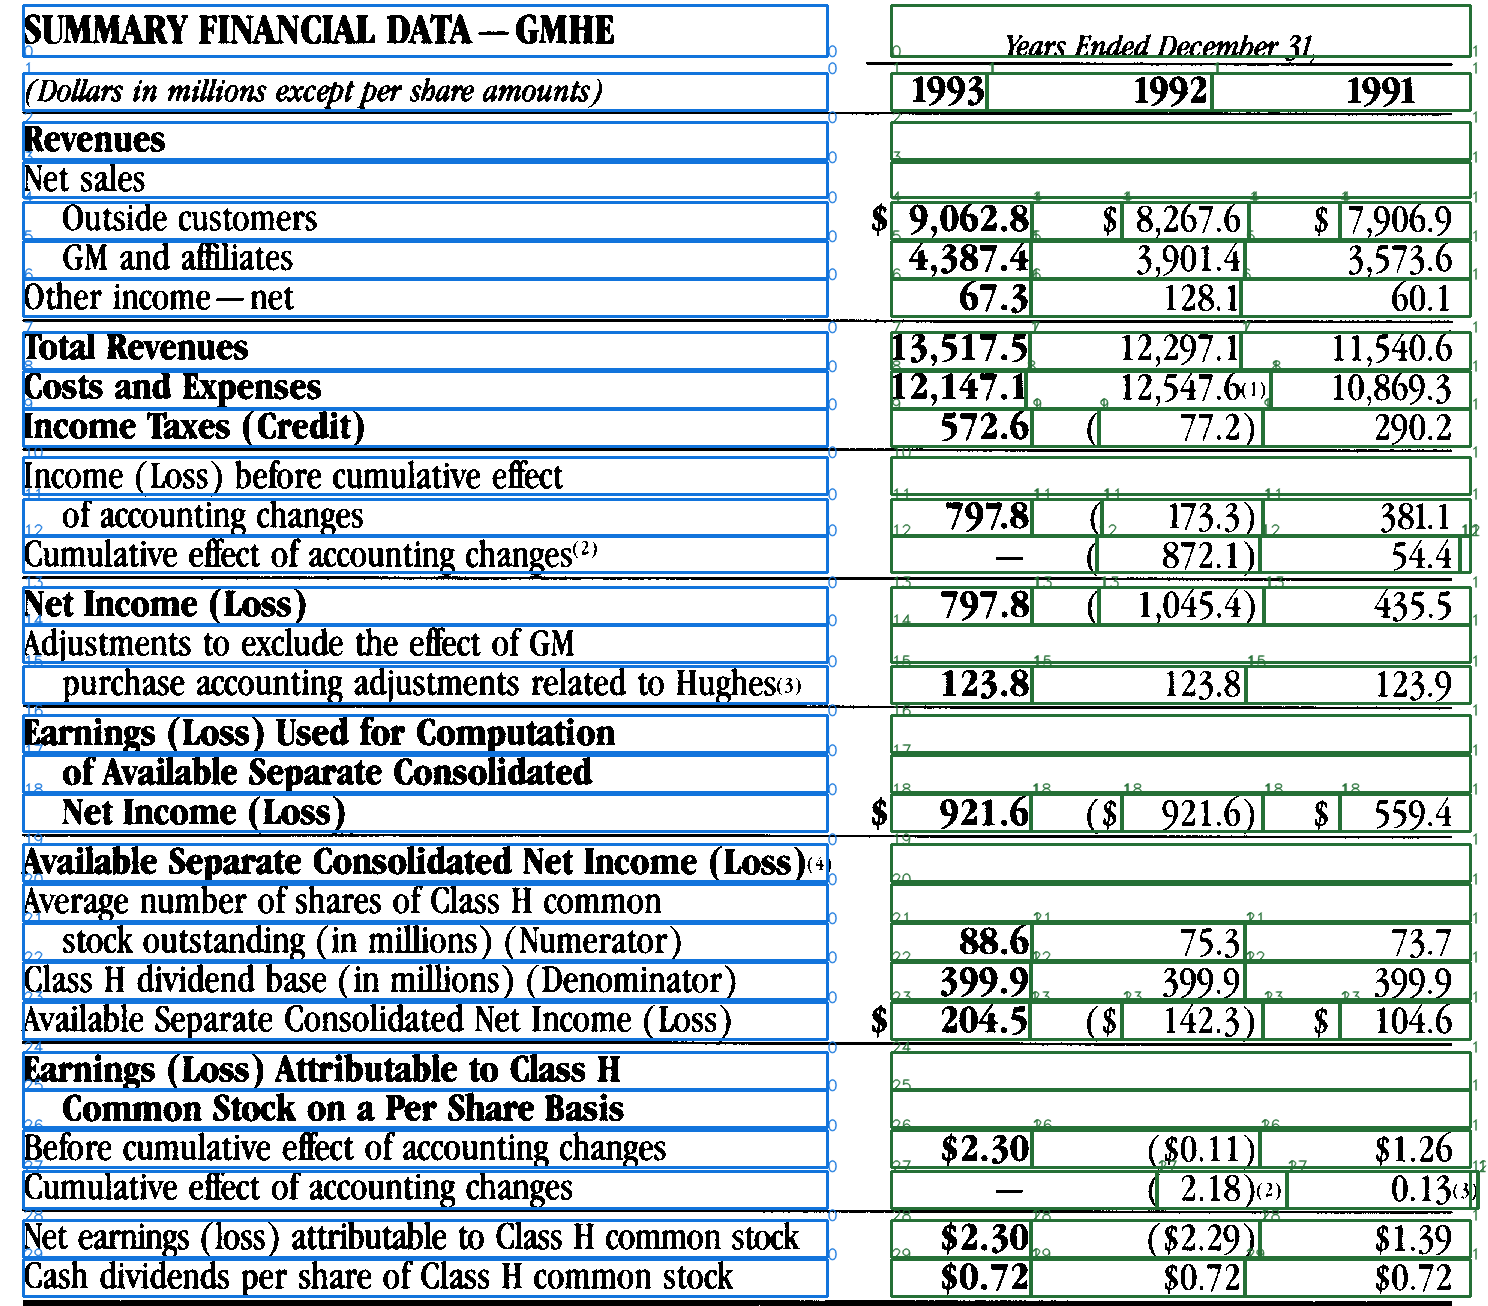 SUMMARY FINANCIAL DATA — GMHE
Years Ended December 31,
(Dollars in millions except per share amounts) 1993 1992 1991
Revenues
Net sales
Outside customers $ 9,062.8 $ 8,267.6 $ 7,906.9
GM and affiliates 4,387.4 3,901.4 3,573.6
Other income—net 67.3 128.1 60.1
Total Revenues 13,517.5 12,297.1 11,540.6
Costs and Expenses 12,147.1 12,547.6(1) 10,869.3
Income Taxes (Credit) 572.6 ( 77.2) 290.2
Income (Loss) before cumulative effect
of accounting changes 797.8 ( 173.3) 381.1
Cumulative effect of accounting changes(2) — ( 872.1) 54.4
Net Income (Loss) 797.8 ( 1,045.4) 435.5
Adjustments to exclude the effect of GM
purchase accounting adjustments related to Hughes(3) 123.8 123.8 123.9
Earnings (Loss) Used for Computation
of Available Separate Consolidated
Net Income (Loss) $ 921.6 ($ 921.6) $ 559.4
Available Separate Consolidated Net Income (Loss)(4)
Average number of shares of Class H common
stock outstanding (in millions) (Numerator) 88.6 75.3 73.7
Class H dividend base (in millions) (Denominator) 399.9 399.9 399.9
Available Separate Consolidated Net Income (Loss) $ 204.5 ($ 142.3) $ 104.6
Earnings (Loss) Attributable to Class H
Common Stock on a Per Share Basis
Before cumulative effect of accounting changes $2.30 ($0.11) $1.26
Cumulative effect of accounting changes — ( 2.18)(2) 0.13(3)
Net earnings (loss) attributable to Class H common stock $2.30 ($2.29) $1.39
Cash dividends per share of Class H common stock $0.72 $0.72 $0.72